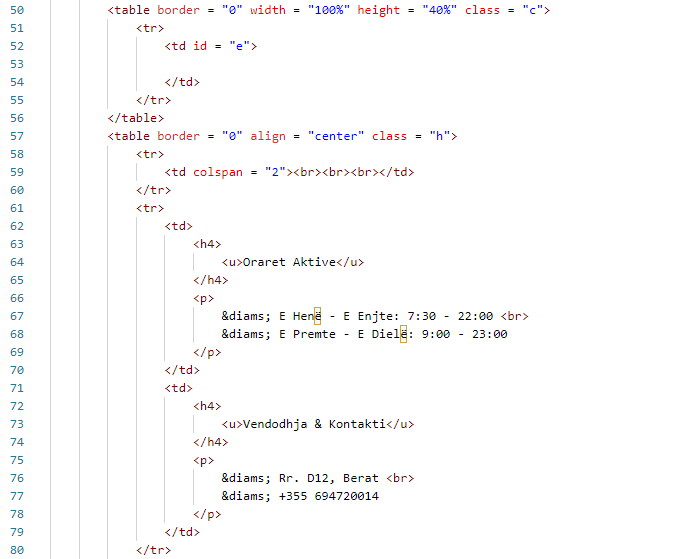 50 <table border = "0" width = "100%" height = "40%" class = "c">
51 <tr>
52 <td id = "e">
53
54 </td>
55 </tr>
56 </table>
57 <table border = "0" align = "center" class = "h">
58 <tr>
59 <td colspan = "2"><br><br><br></td>
60 </tr>
61 <tr>
62 <td>
63 <h4>
64 <u>Oraret Aktive</u>
65 </h4>
66 <p>
67 &diams; E Henë - E Enjte: 7:30 - 22:00 <br>
68 &diams; E Premte - E Dielë: 9:00 - 23:00
69 </p>
70 </td>
71 <td>
72 <h4>
73 <u>Vendodhja & Kontakti</u>
74 </h4>
75 <p>
76 &diams; Rr. D12, Berat <br>
77 &diams; +355 694720014
78 </p>
79 </td>
80 </tr>